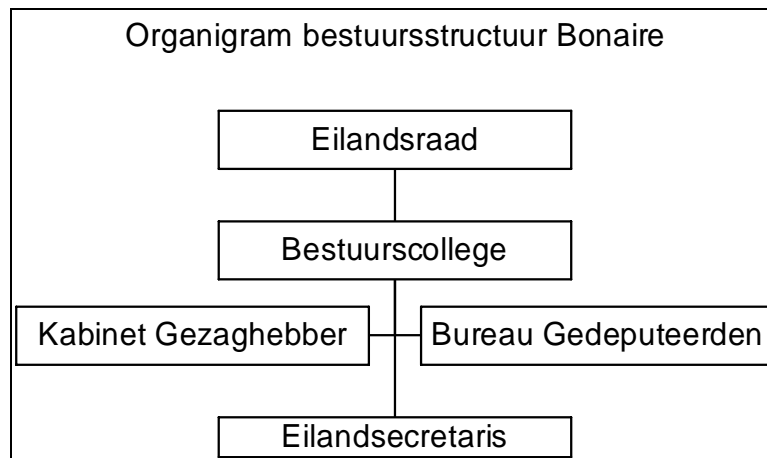 Organigram bestuursstructuur Bonaire
Eilandsraad
Bestuurscollege
Kabinet Gezaghebber
Bureau Gedeputeerden
Eilandsecretaris